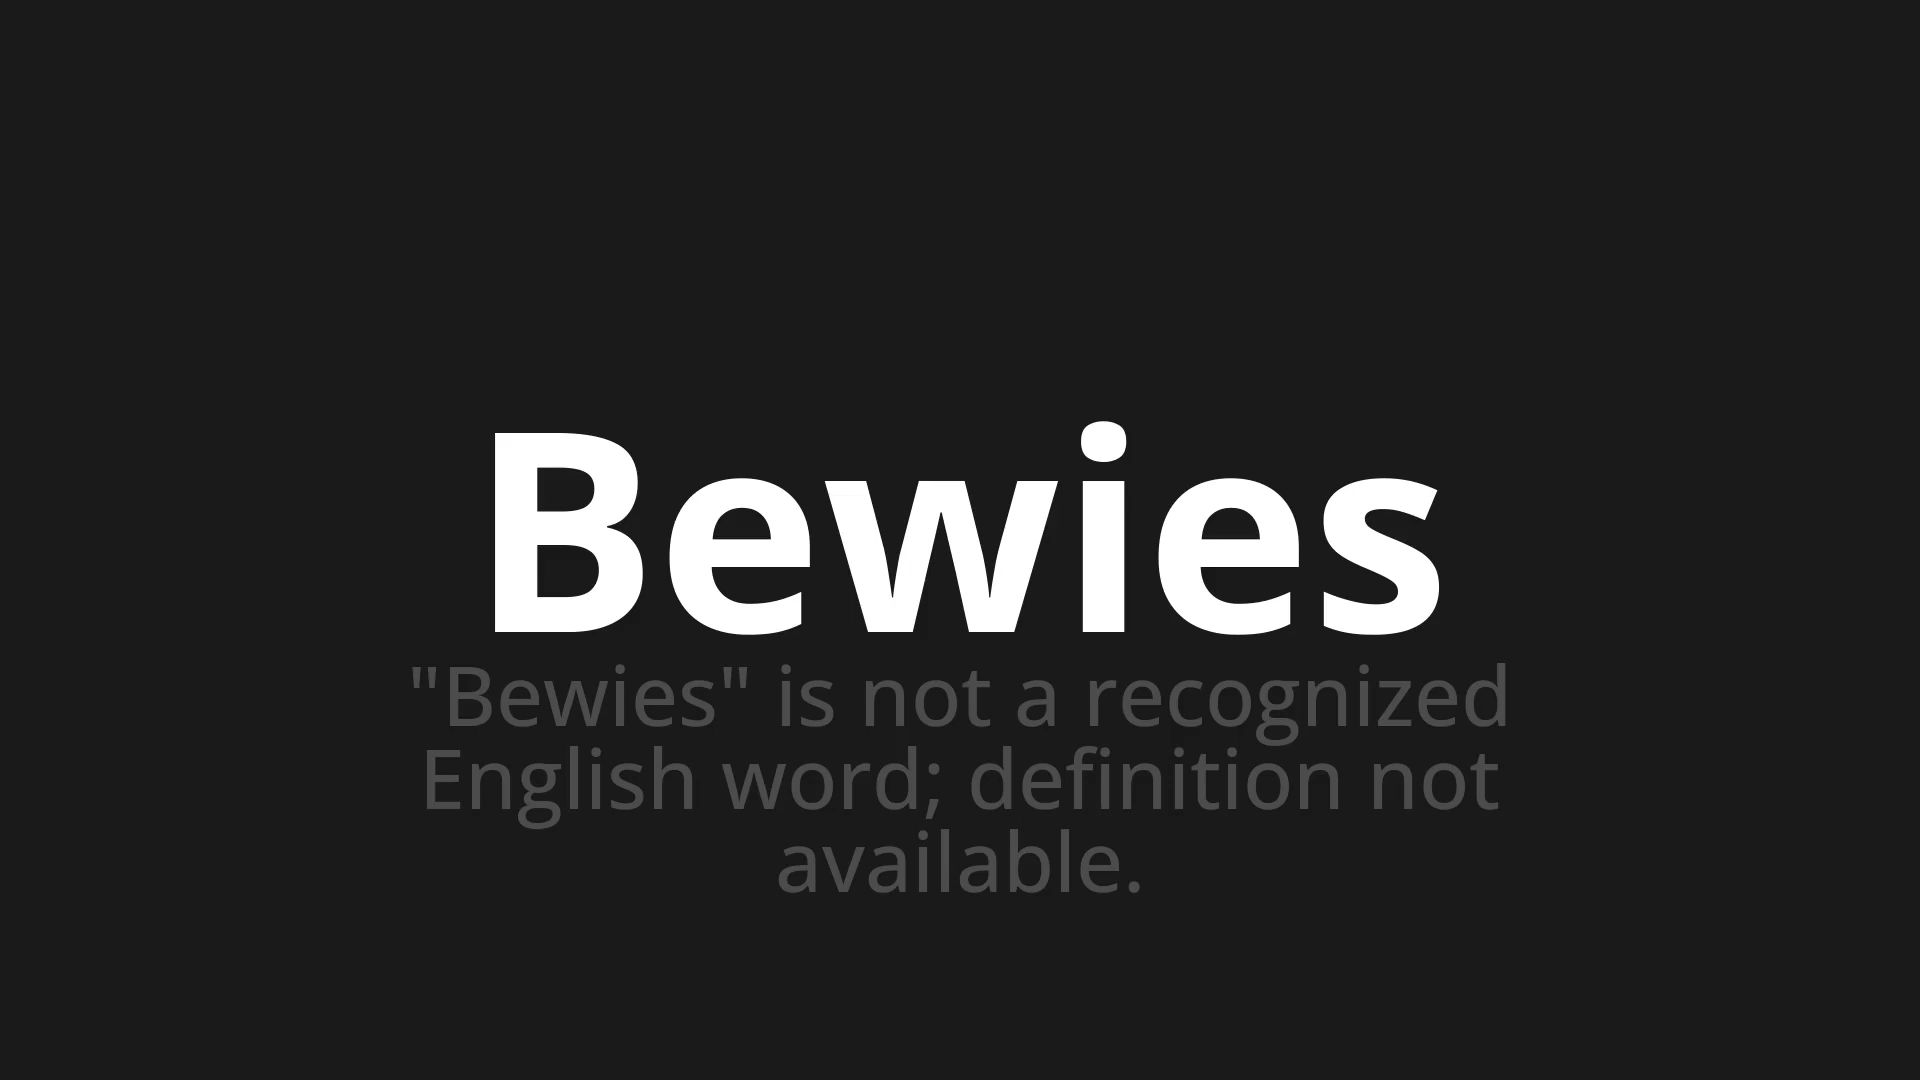 Bewies
"Bewies" is not a recognized
English word; definition not
available.